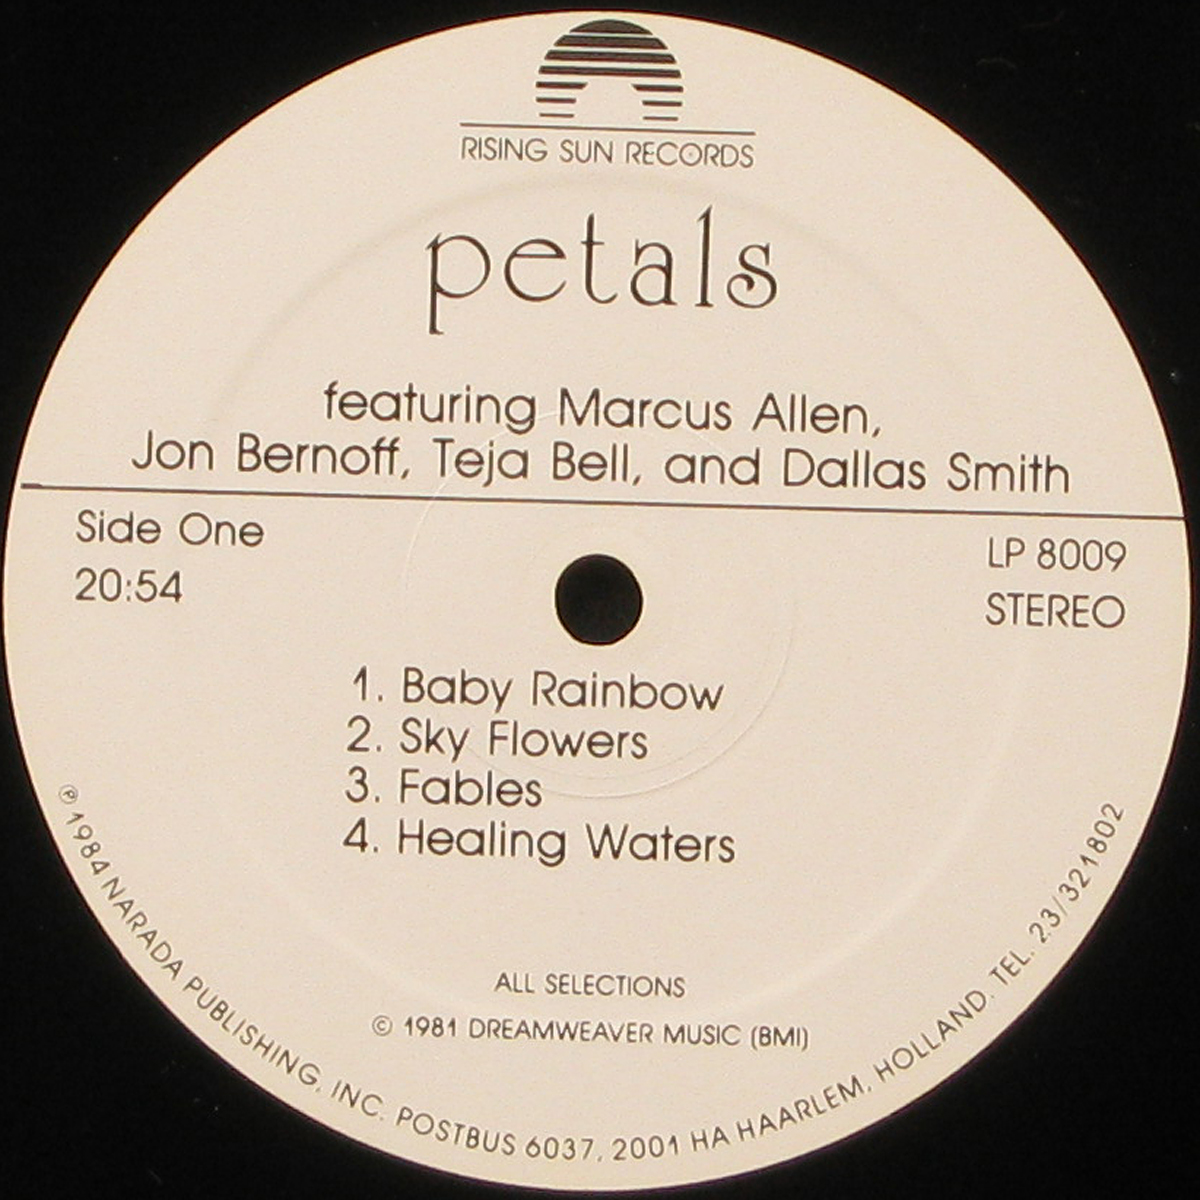 RISING SUN RECORDS
petals
featuring Marcus Allen,
Jon Bernoff, Teja Bell, and Dallas Smith
Side One
20:54
LP 8009
STEREO
1. Baby Rainbow
2. Sky Flowers
3. Fables
4. Healing Waters
ALL SELECTIONS
© 1981 DREAMWEAVER MUSIC (BMI)
℗ 1984 NARADA PUBLISHING, INC. POSTBUS 6037, 2001 HA HAARLEM, HOLLAND. TEL. 23/321802